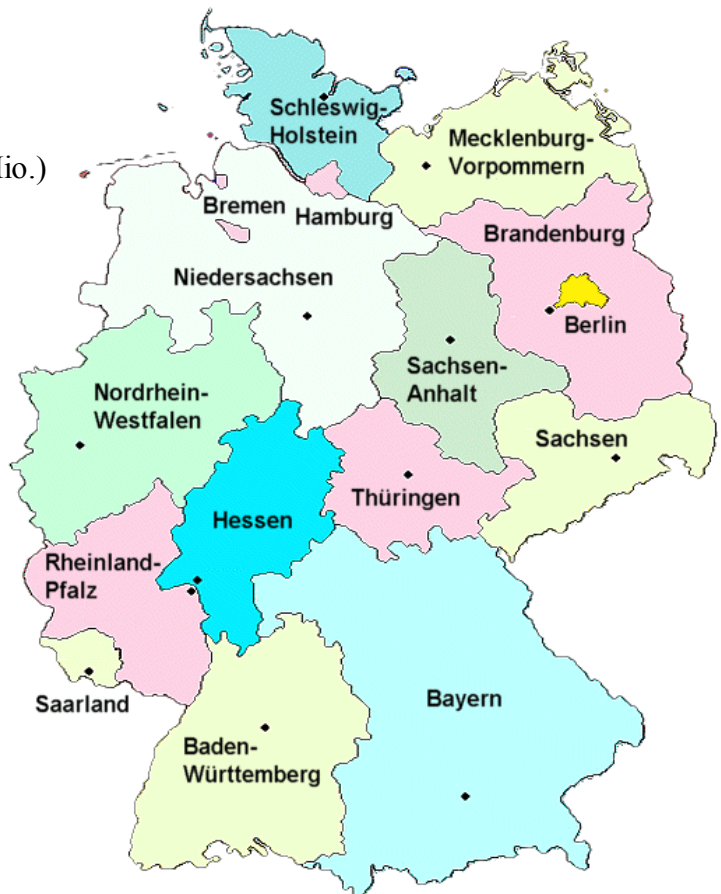 Schleswig-
Holstein
Mecklenburg-
Vorpommern
io.)
Bremen
Hamburg
Brandenburg
Niedersachsen
Berlin
Sachsen-
Anhalt
Nordrhein-
Westfalen
Sachsen
Thüringen
Hessen
Rheinland-
Pfalz
Saarland
Bayern
Baden-
Württemberg